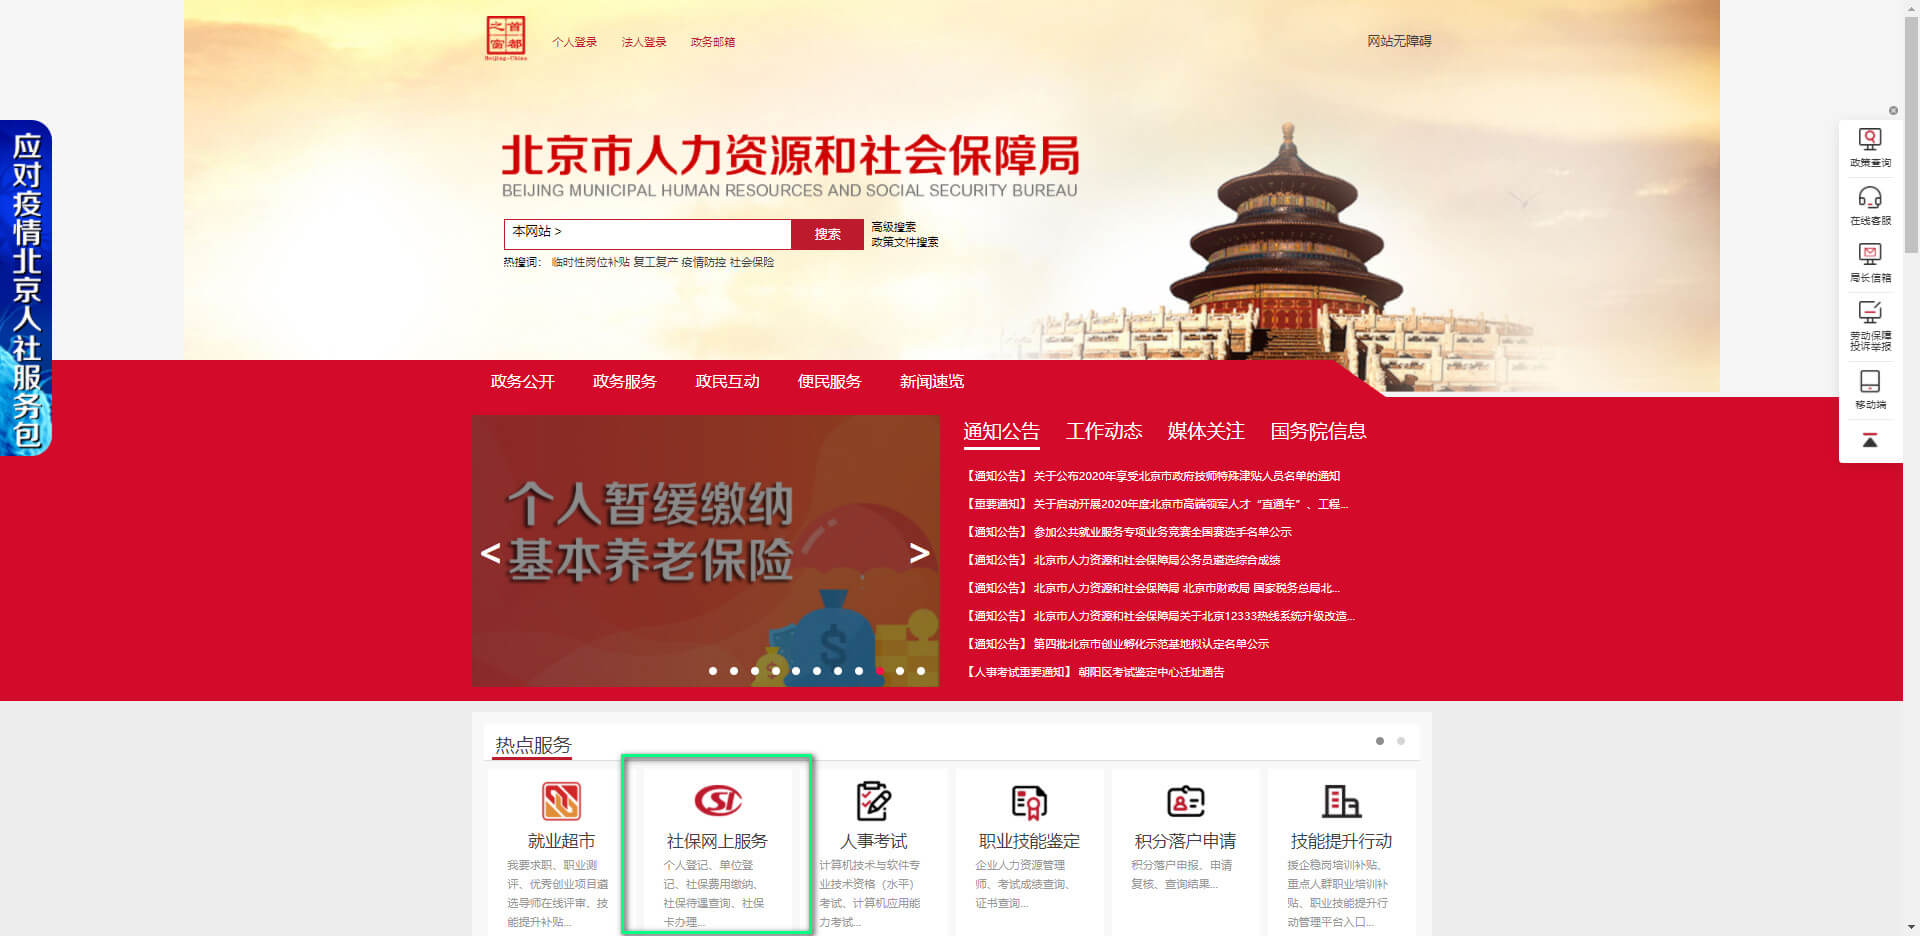 首都之窗
Beijing-China
个人登录 法人登录 政务邮箱
网站无障碍
北京市人力资源和社会保障局
BEIJING MUNICIPAL HUMAN RESOURCES AND SOCIAL SECURITY BUREAU
本网站 >
搜索
高级搜索
政策文件搜索
热搜词： 临时性岗位补贴 复工复产 疫情防控 社会保险
应对疫情北京人社服务包
政策查询
在线客服
局长信箱
劳动保障
投诉举报
移动端
政务公开 政务服务 政民互动 便民服务 新闻速览
个人暂缓缴纳
基本养老保险
<
>
通知公告 工作动态 媒体关注 国务院信息
【通知公告】 关于公布2020年享受北京市政府技师特殊津贴人员名单的通知
【重要通知】 关于启动开展2020年度北京市高端领军人才“直通车”、工程...
【通知公告】 参加公共就业服务专项业务竞赛全国赛选手名单公示
【通知公告】 北京市人力资源和社会保障局公务员遴选综合成绩
【通知公告】 北京市人力资源和社会保障局 北京市财政局 国家税务总局北...
【通知公告】 北京市人力资源和社会保障局关于北京12333热线系统升级改造...
【通知公告】 第四批北京市创业孵化示范基地拟认定名单公示
【人事考试重要通知】 朝阳区考试鉴定中心迁址通告
热点服务
就业超市
我要求职、职业测
评、优秀创业项目遴
选导师在线评审、技
能提升补贴...
社保网上服务
个人登记、单位登
记、社保费用缴纳、
社保待遇查询、社保
卡办理...
人事考试
计算机技术与软件专
业技术资格（水平）
考试、计算机应用能
力考试...
职业技能鉴定
企业人力资源管理
师、考试成绩查询、
证书查询...
积分落户申请
积分落户申报、申请
复核、查询结果...
技能提升行动
援企稳岗培训补贴、
重点人群职业培训补
贴、职业技能提升行
动管理平台入口...